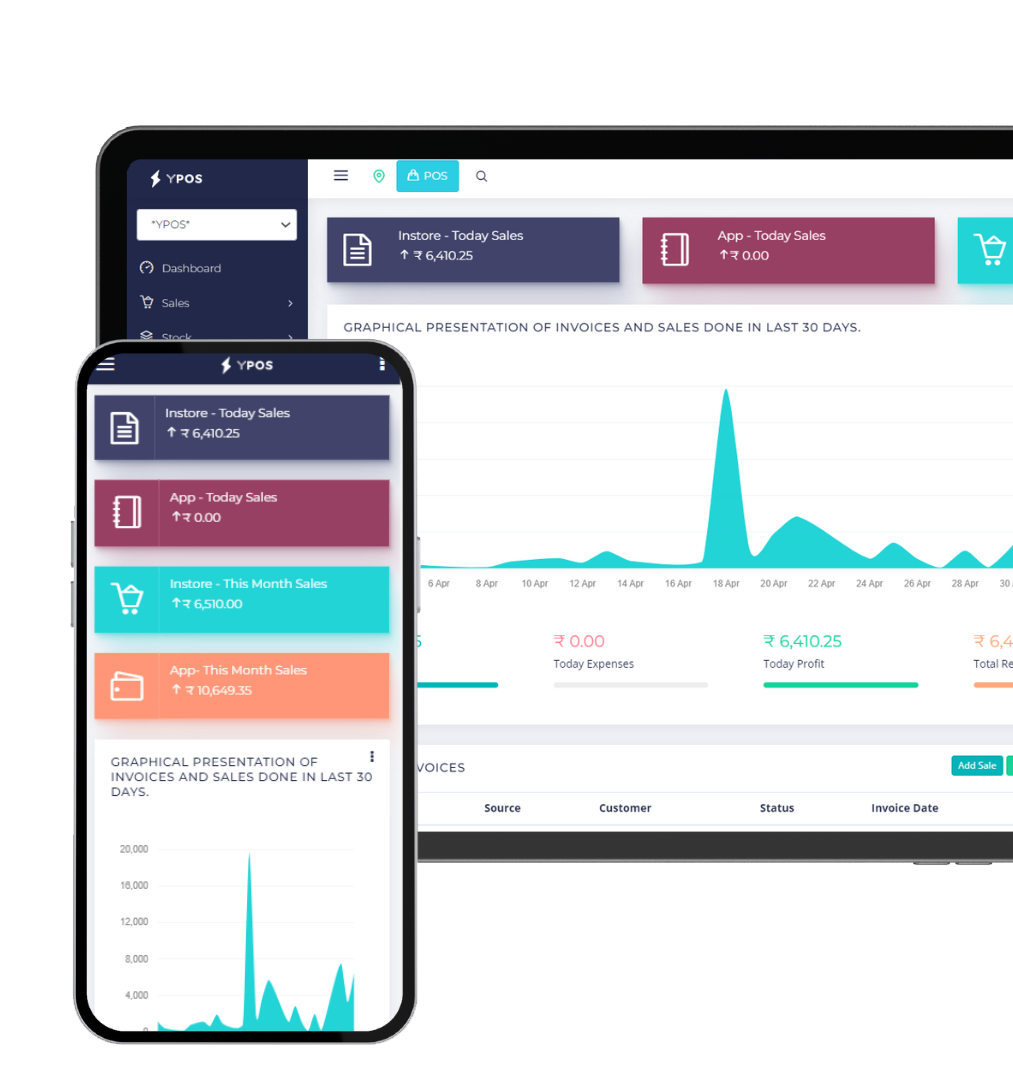 YPOS
POS
*YPOS*
Dashboard
Sales
Stock
Instore - Today Sales
↑ ₹ 6,410.25
App - Today Sales
↑ ₹ 0.00
GRAPHICAL PRESENTATION OF INVOICES AND SALES DONE IN LAST 30 DAYS.
6 Apr 8 Apr 10 Apr 12 Apr 14 Apr 16 Apr 18 Apr 20 Apr 22 Apr 24 Apr 26 Apr 28 Apr 30
₹ 0.00
Today Expenses
₹ 6,410.25
Today Profit
₹ 6,4
Total Re
VOICES
Add Sale
Source Customer Status Invoice Date
YPOS
Instore - Today Sales
↑ ₹ 6,410.25
App - Today Sales
↑ ₹ 0.00
Instore - This Month Sales
↑ ₹ 6,510.00
App- This Month Sales
↑ ₹ 10,649.35
GRAPHICAL PRESENTATION OF
INVOICES AND SALES DONE IN LAST 30
DAYS.
20,000
16,000
12,000
8,000
4,000
0